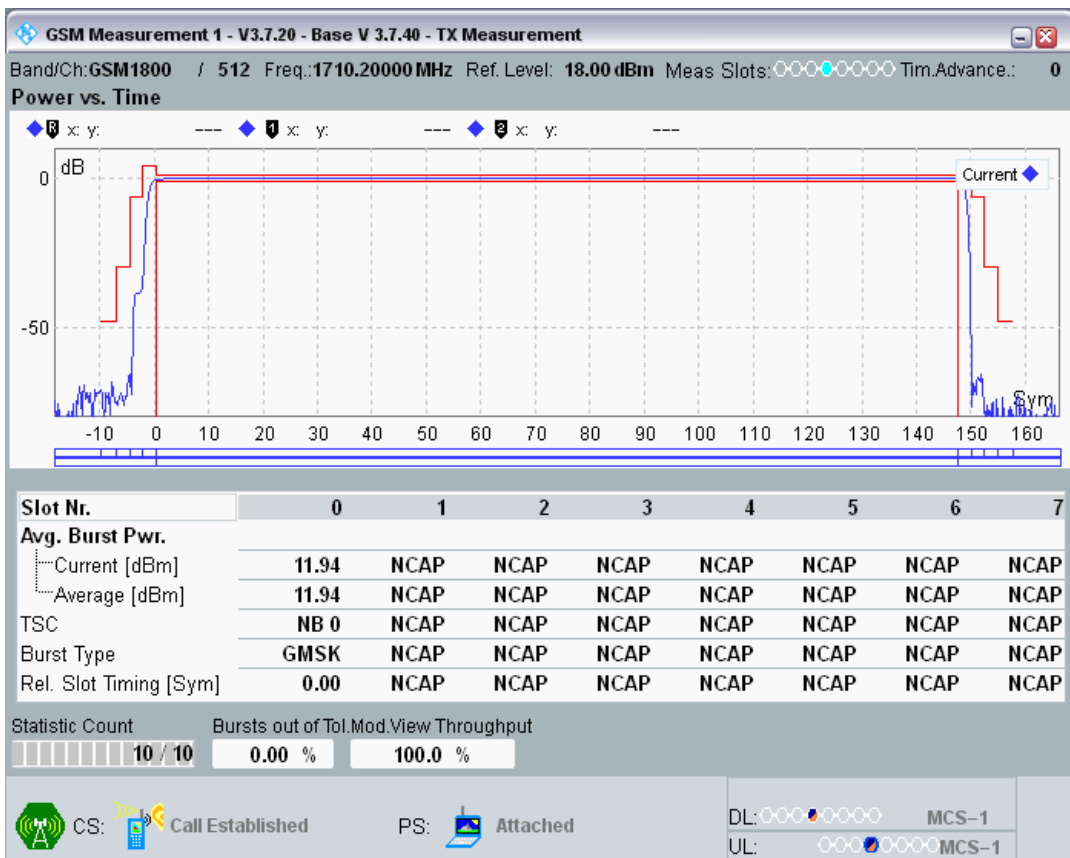 GSM Measurement 1 - V3.7.20 - Base V 3.7.40 - TX Measurement
Band/Ch:GSM1800 / 512 Freq.:1710.20000 MHz Ref. Level: 18.00 dBm Meas Slots: Tim.Advance.: 0
Power vs. Time
R x: y: --- 1 x: y: --- 2 x: y: ---
dB
Current
0
-50
Sym
-10 0 10 20 30 40 50 60 70 80 90 100 110 120 130 140 150 160
Slot Nr. 0 1 2 3 4 5 6 7
Avg. Burst Pwr.
Current [dBm] 11.94 NCAP NCAP NCAP NCAP NCAP NCAP NCAP
Average [dBm] 11.94 NCAP NCAP NCAP NCAP NCAP NCAP NCAP
TSC NB 0 NCAP NCAP NCAP NCAP NCAP NCAP NCAP
Burst Type GMSK NCAP NCAP NCAP NCAP NCAP NCAP NCAP
Rel. Slot Timing [Sym] 0.00 NCAP NCAP NCAP NCAP NCAP NCAP NCAP
Statistic Count Bursts out of Tol.Mod.View Throughput
10 / 10 0.00 % 100.0 %
CS: Call Established PS: Attached
DL: MCS-1
UL: MCS-1